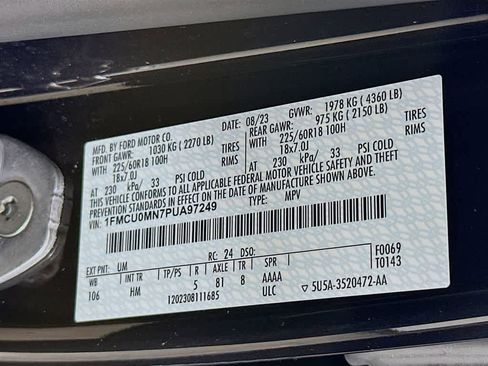 MFD. BY FORD MOTOR CO. 08/23 GVWR: 1978 KG ( 4360 LB)
FRONT GAWR: 1030 KG ( 2270 LB) REAR GAWR: 975 KG ( 2150 LB)
225/60R18 100H TIRES 225/60R18 100H TIRES
18x7.0J RIMS 18x7.0J RIMS
AT 230 kPa/ 33 PSI COLD AT 230 kPa/ 33 PSI COLD
THIS VEHICLE CONFORMS TO ALL APPLICABLE FEDERAL MOTOR VEHICLE SAFETY AND THEFT
PREVENTION STANDARDS IN EFFECT ON THE DATE OF MANUFACTURE SHOWN ABOVE.
VIN: 1FMCU0MN7PUA97249 TYPE: MPV
EXT PNT: UM RC: 24 DSO: F0069
WB INT TR TP/PS R AXLE TR SPR T0143
106 HM 5 B1 8 AAAA
1202308111685 ULC ▽ 5U5A-3520472-AA